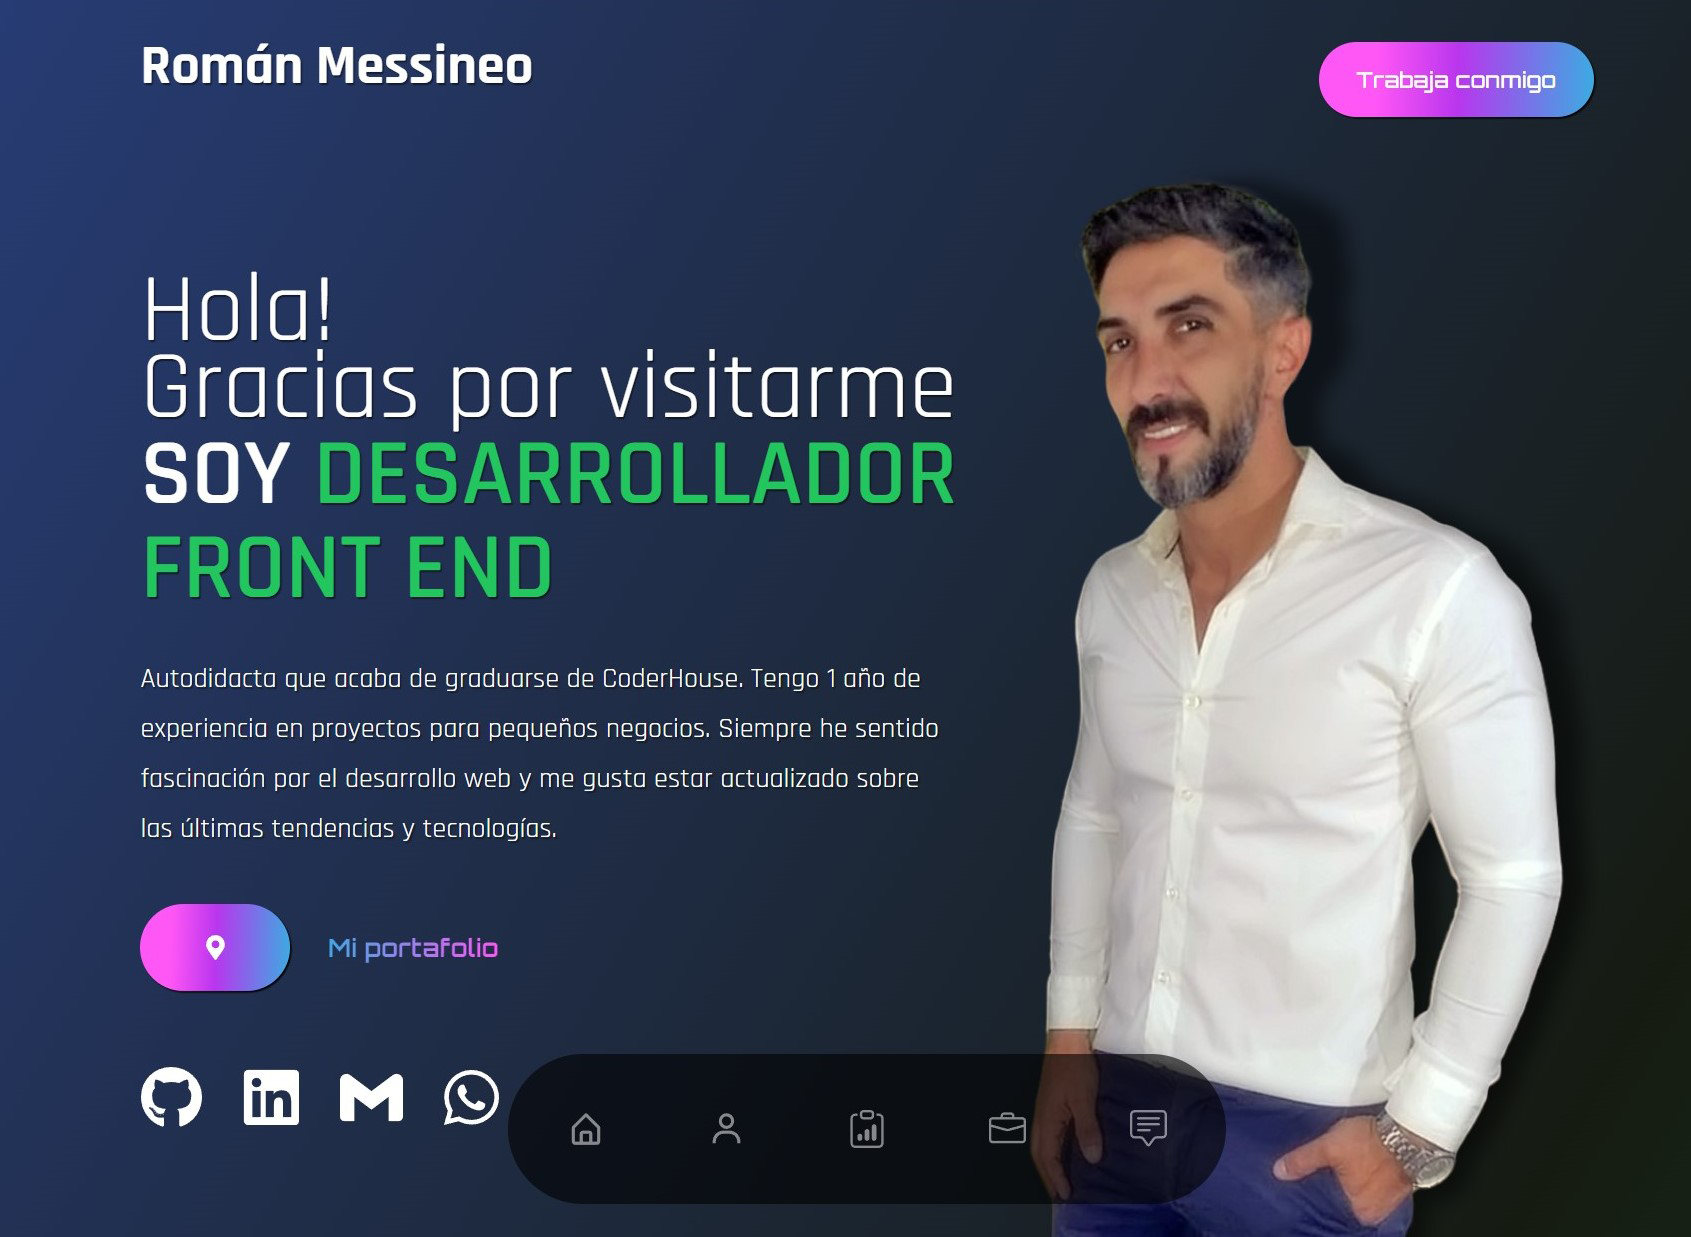 Román Messineo
Trabaja conmigo
Hola!
Gracias por visitarme
SOY DESARROLLADOR
FRONT END
Autodidacta que acaba de graduarse de CoderHouse. Tengo 1 año de
experiencia en proyectos para pequeños negocios. Siempre he sentido
fascinación por el desarrollo web y me gusta estar actualizado sobre
las últimas tendencias y tecnologías.
Mi portafolio
in